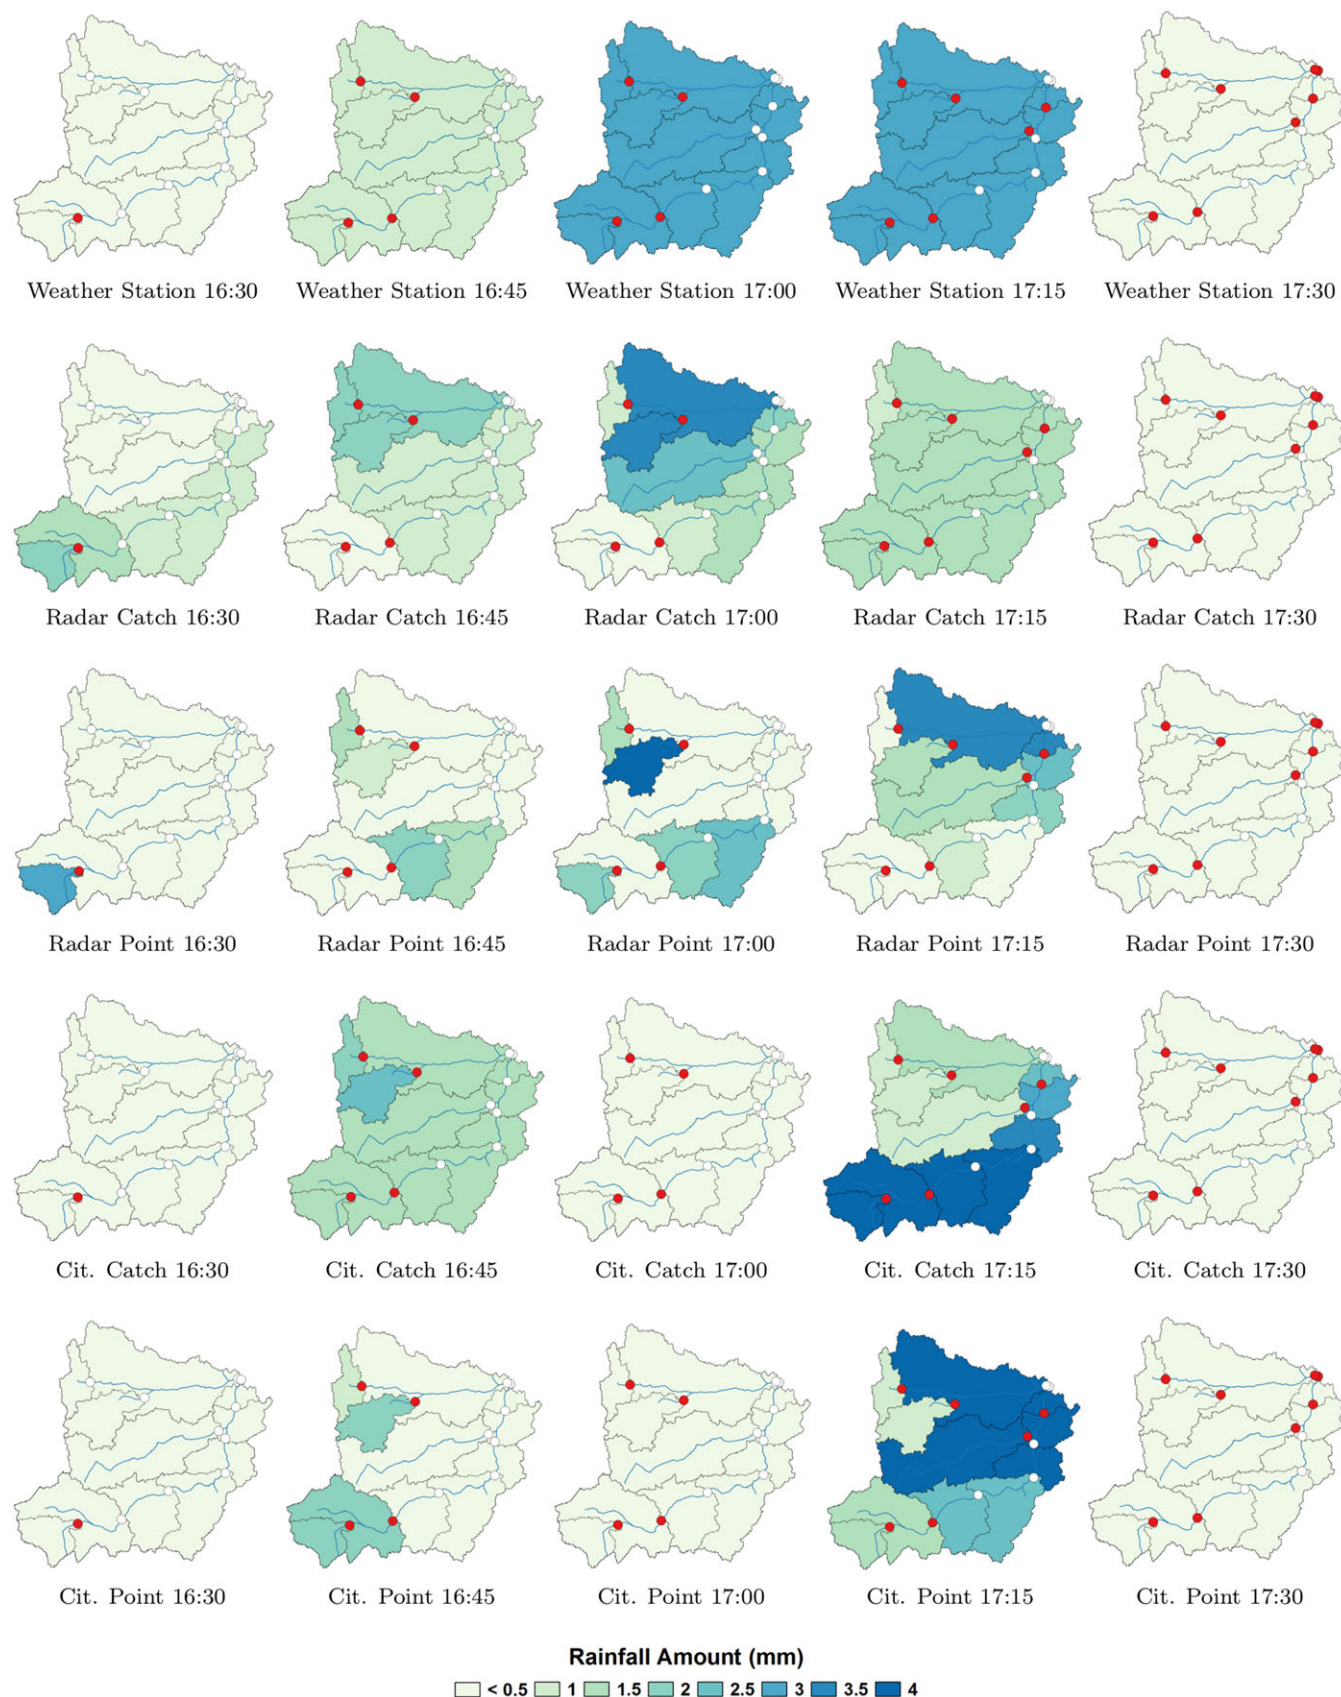 Weather Station 16:30 Weather Station 16:45 Weather Station 17:00 Weather Station 17:15 Weather Station 17:30
Radar Catch 16:30 Radar Catch 16:45 Radar Catch 17:00 Radar Catch 17:15 Radar Catch 17:30
Radar Point 16:30 Radar Point 16:45 Radar Point 17:00 Radar Point 17:15 Radar Point 17:30
Cit. Catch 16:30 Cit. Catch 16:45 Cit. Catch 17:00 Cit. Catch 17:15 Cit. Catch 17:30
Cit. Point 16:30 Cit. Point 16:45 Cit. Point 17:00 Cit. Point 17:15 Cit. Point 17:30
Rainfall Amount (mm)
< 0.5 1 1.5 2 2.5 3 3.5 4